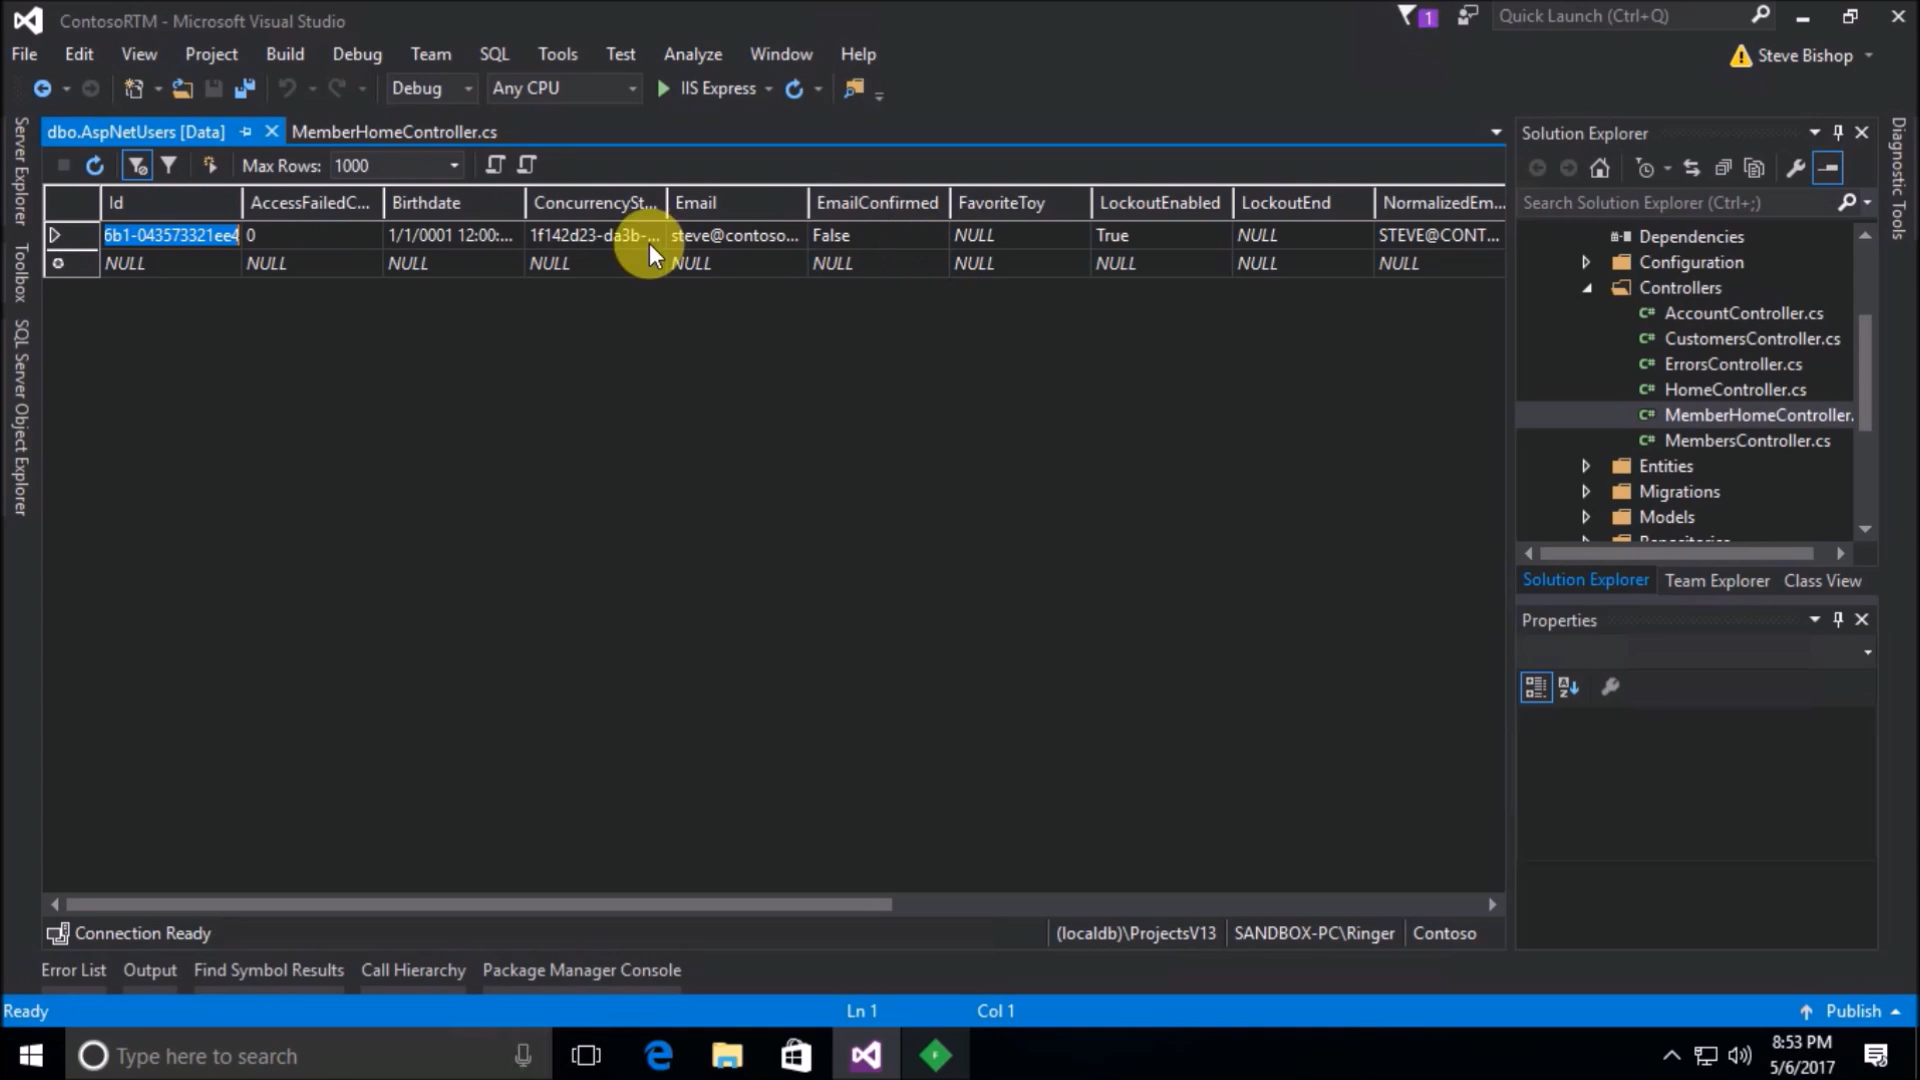 ContosoRTM - Microsoft Visual Studio
1
Quick Launch (Ctrl+Q)
File Edit View Project Build Debug Team SQL Tools Test Analyze Window Help
Steve Bishop
Debug Any CPU IIS Express
Server Explorer
Toolbox
SQL Server Object Explorer
dbo.AspNetUsers [Data] MemberHomeController.cs
Max Rows: 1000
Id AccessFailedC... Birthdate ConcurrencySt... Email EmailConfirmed FavoriteToy LockoutEnabled LockoutEnd NormalizedEm...
6b1-043573321ee4 0 1/1/0001 12:00:... 1f142d23-da3b-... steve@contoso... False NULL True NULL STEVE@CONT...
NULL NULL NULL NULL NULL NULL NULL NULL NULL NULL
Connection Ready
(localdb)\ProjectsV13 SANDBOX-PC\Ringer Contoso
Error List Output Find Symbol Results Call Hierarchy Package Manager Console
Solution Explorer
Search Solution Explorer (Ctrl+;)
Dependencies
Configuration
Controllers
C# AccountController.cs
C# CustomersController.cs
C# ErrorsController.cs
C# HomeController.cs
C# MemberHomeController.
C# MembersController.cs
Entities
Migrations
Models
Solution Explorer Team Explorer Class View
Properties
Diagnostic Tools
Ready Ln 1 Col 1 Publish
Type here to search
8:53 PM
5/6/2017